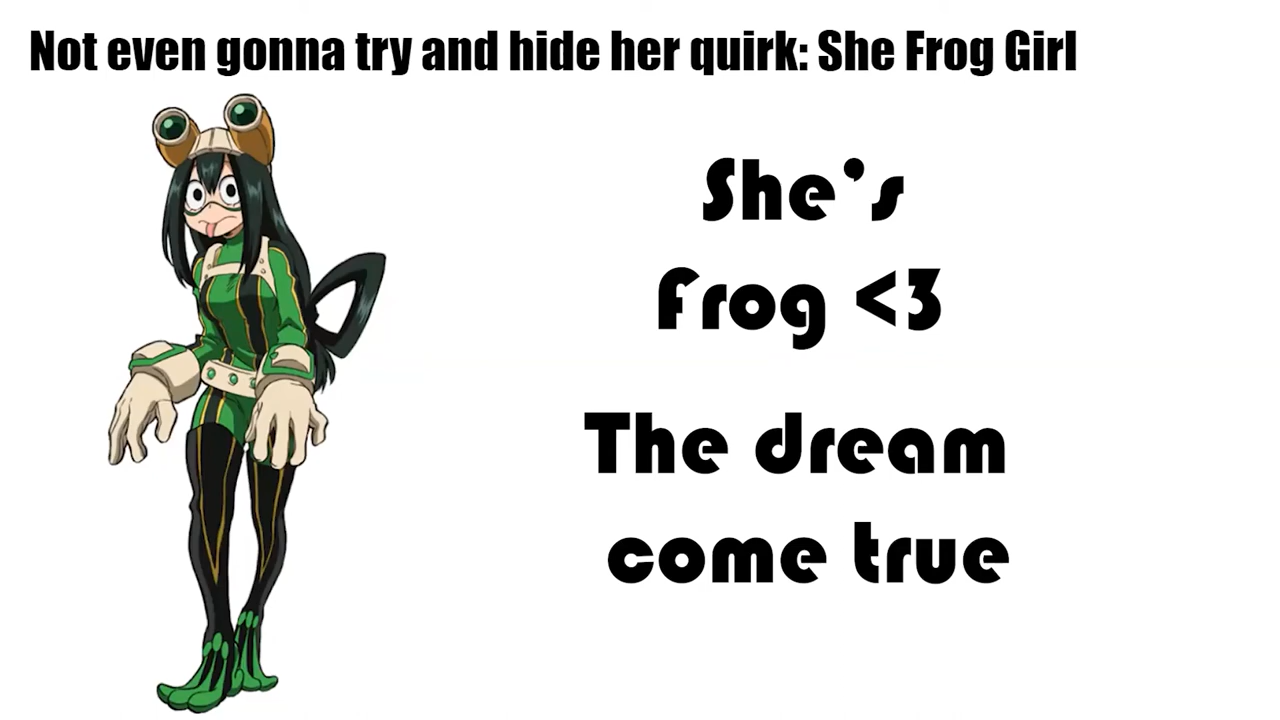 Not even gonna try and hide her quirk: She Frog Girl
She's
Frog <3
The dream
come true